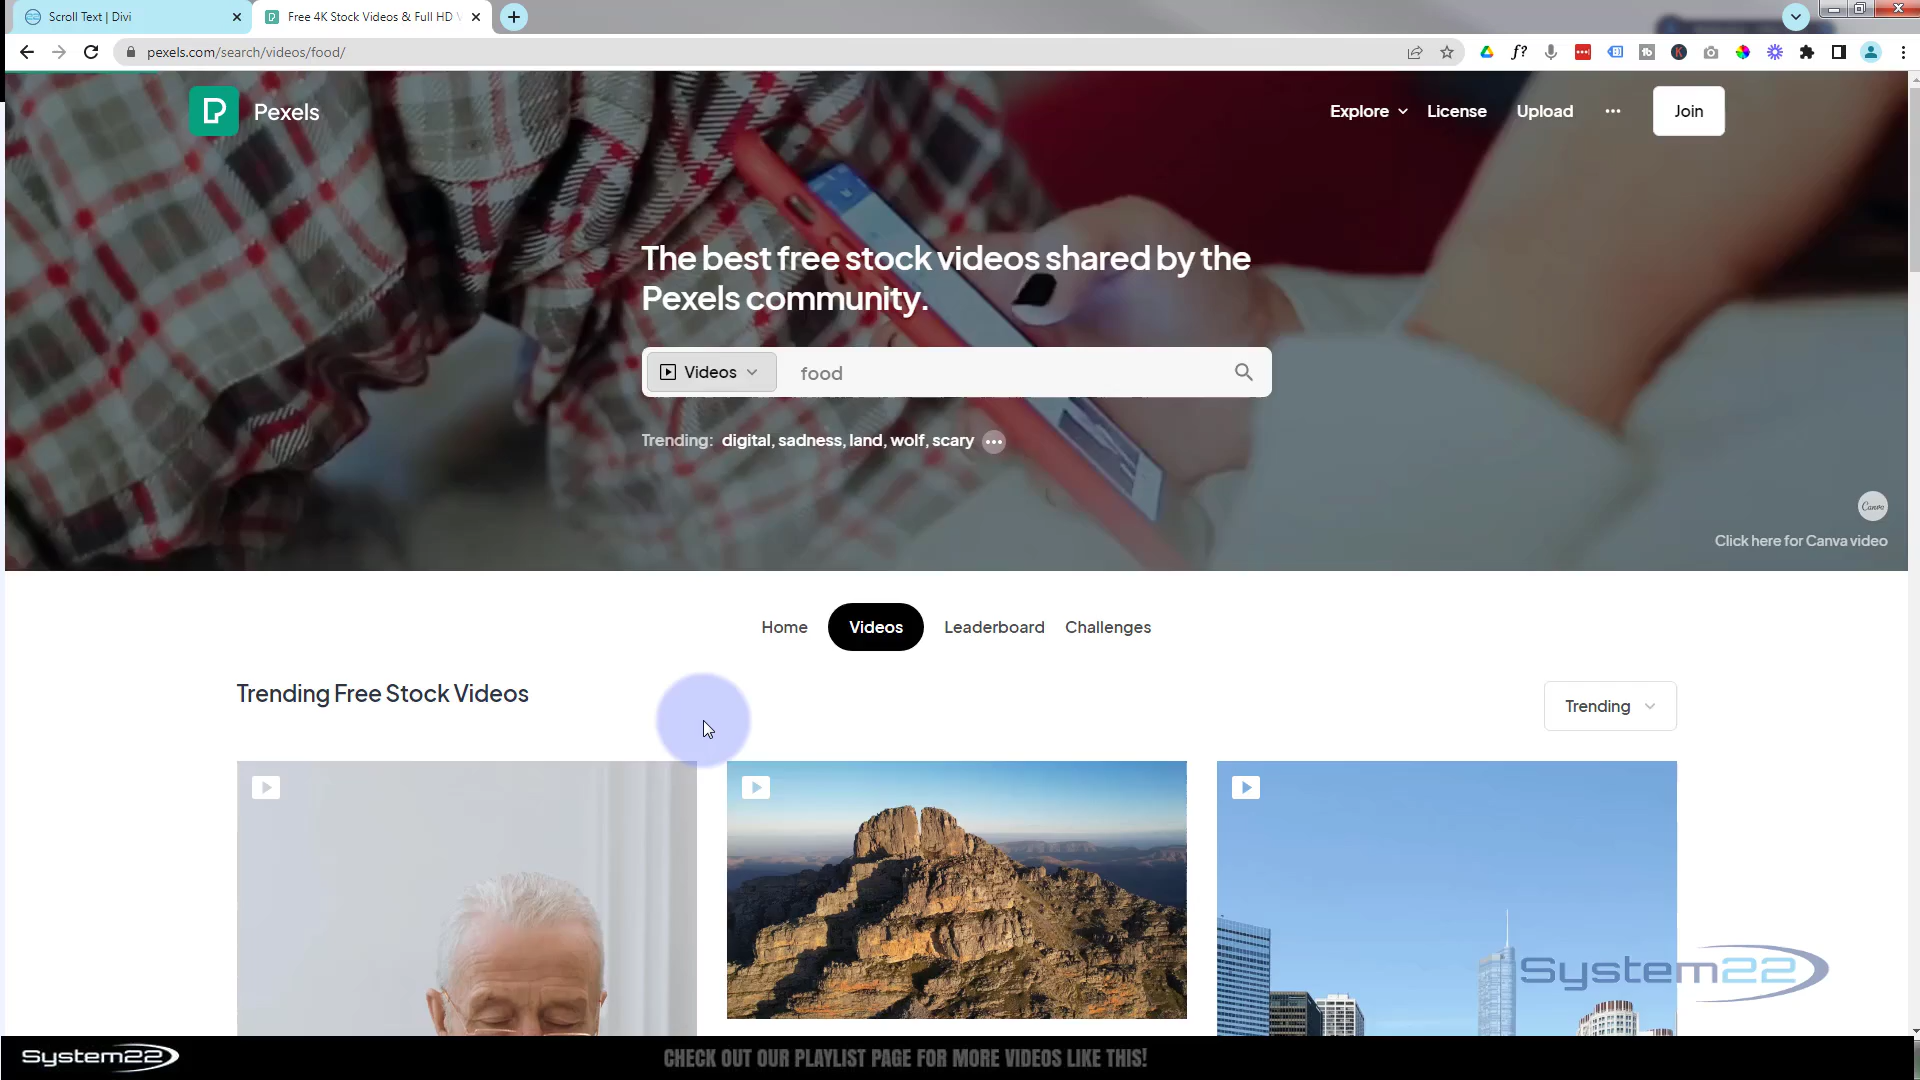 Scroll Text | Divi
Free 4K Stock Videos & Full HD
pexels.com/search/videos/food/
Pexels
Explore
License
Upload
Join
The best free stock videos shared by the
Pexels community.
Videos
food
Trending: digital, sadness, land, wolf, scary
Canva
Click here for Canva video
Home
Videos
Leaderboard
Challenges
Trending Free Stock Videos
Trending
System22
System22
CHECK OUT OUR PLAYLIST PAGE FOR MORE VIDEOS LIKE THIS!